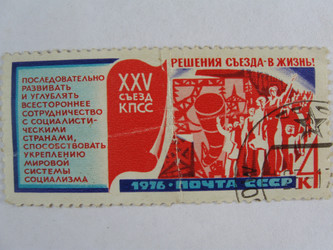 ПОСЛЕДОВАТЕЛЬНО
РАЗВИВАТЬ И
И УГЛУБЛЯТЬ
ВСЕСТОРОННЕЕ
СОТРУДНИЧЕСТВО
С СОЦИАЛИСТИ-
ЧЕСКИМИ
СТРАНАМИ,
СПОСОБСТВОВАТЬ
УКРЕПЛЕНИЮ
МИРОВОЙ
СИСТЕМЫ
СОЦИАЛИЗМА
XXV
СЪЕЗД
КПСС
РЕШЕНИЯ СЪЕЗДА-В ЖИЗНЬ!
1976·ПОЧТА СССР
4
К